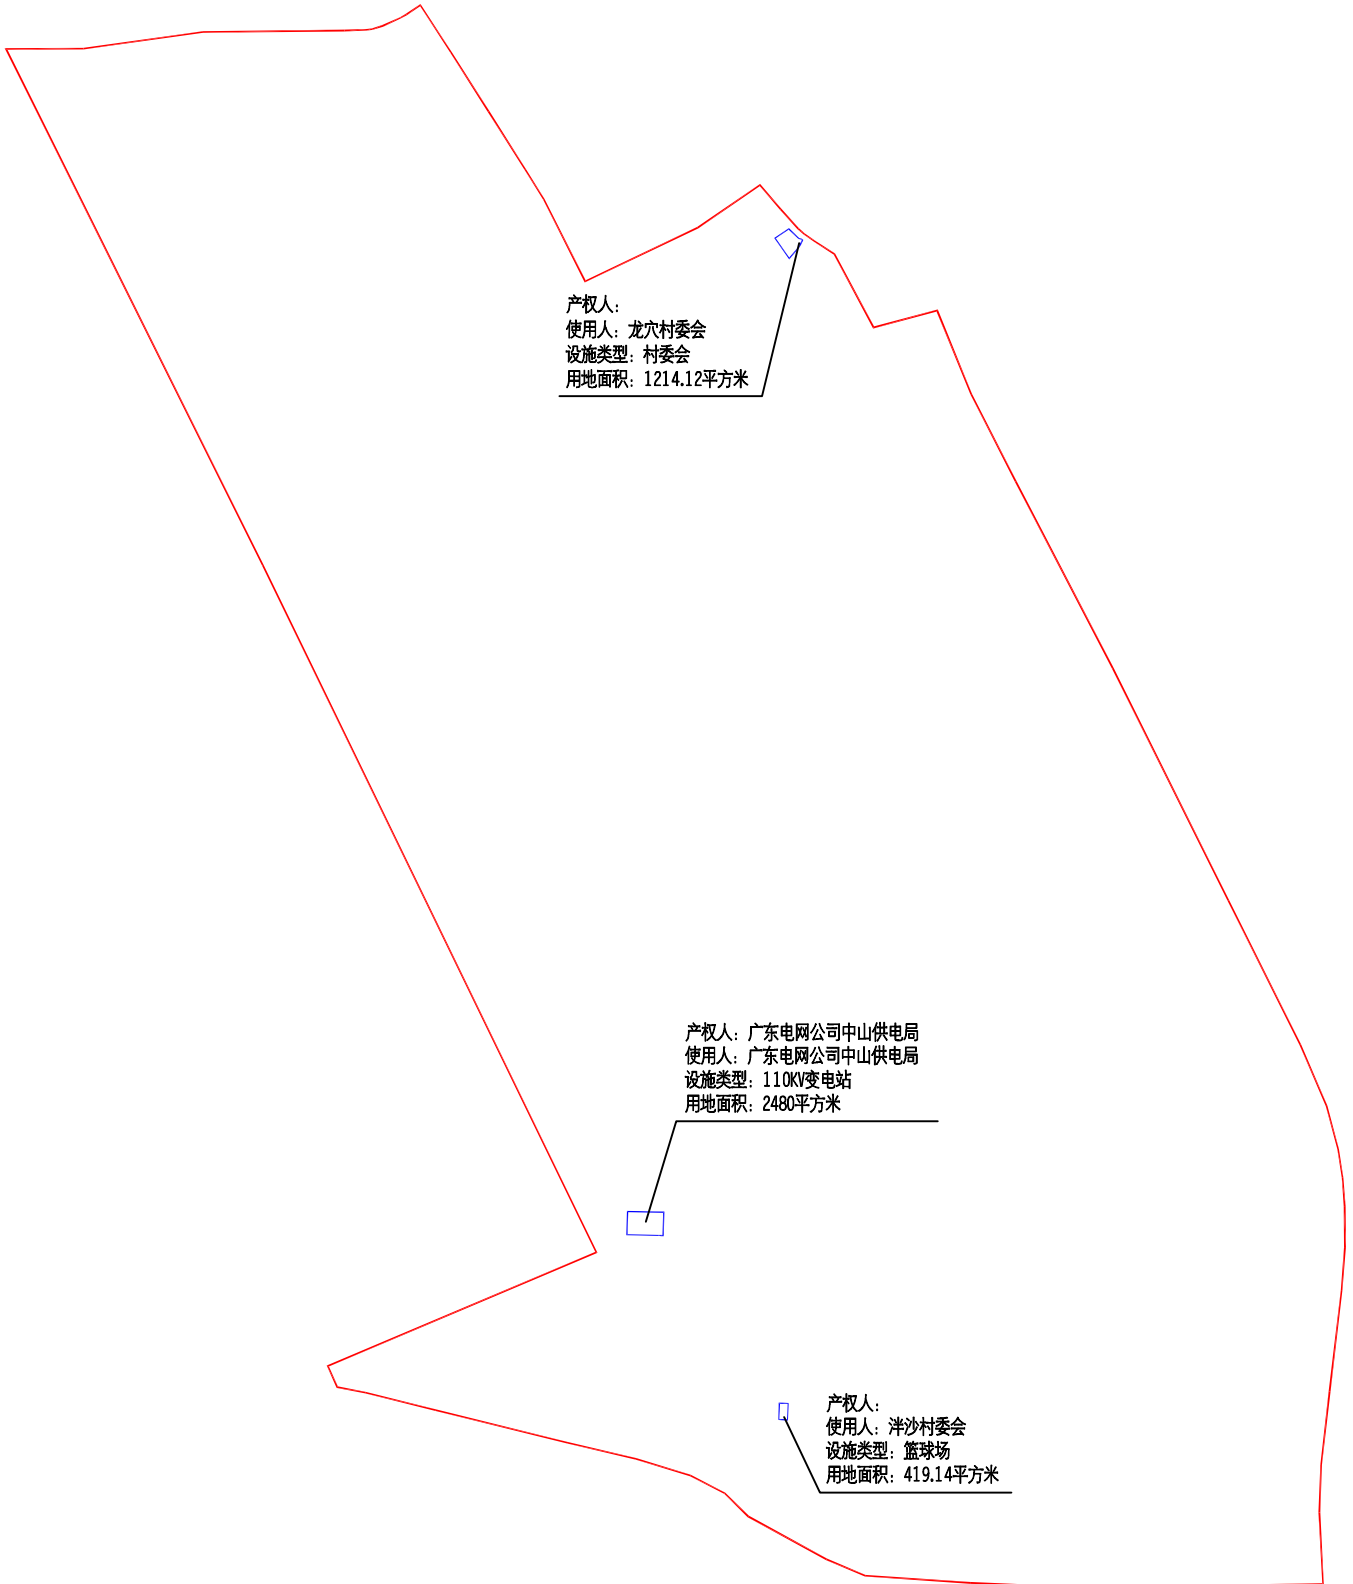 产权人：
使用人：龙穴村委会
设施类型：村委会
用地面积：1214.12平方米
产权人：广东电网公司中山供电局
使用人：广东电网公司中山供电局
设施类型：110KV变电站
用地面积：2480平方米
产权人：
使用人：泮沙村委会
设施类型：篮球场
用地面积：419.14平方米